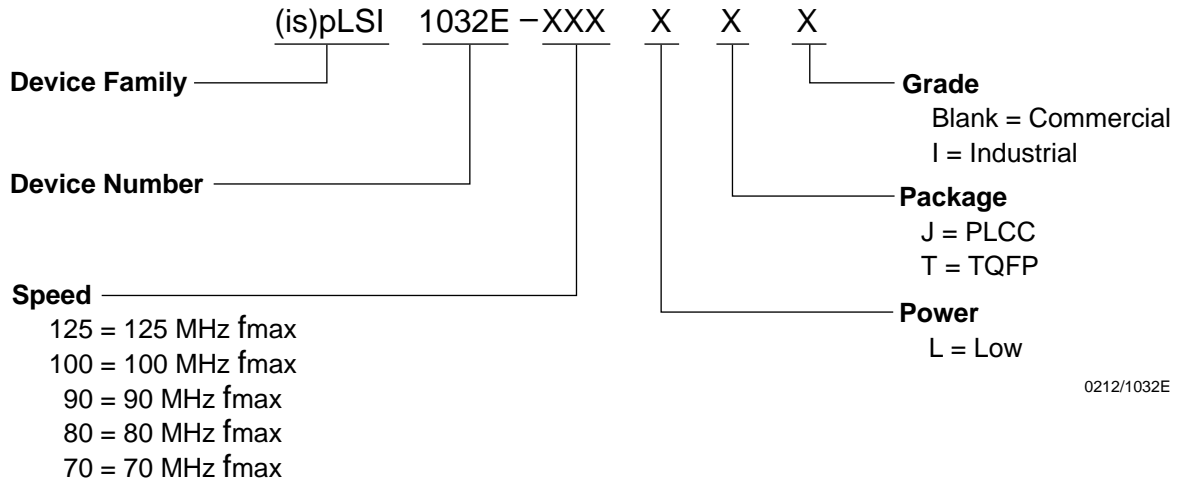 (is)pLSI 1032E – XXX X X X
Device Family
Grade
Blank = Commercial
I = Industrial
Device Number
Package
J = PLCC
T = TQFP
Speed
125 = 125 MHz fmax
100 = 100 MHz fmax
90 = 90 MHz fmax
80 = 80 MHz fmax
70 = 70 MHz fmax
Power
L = Low
0212/1032E